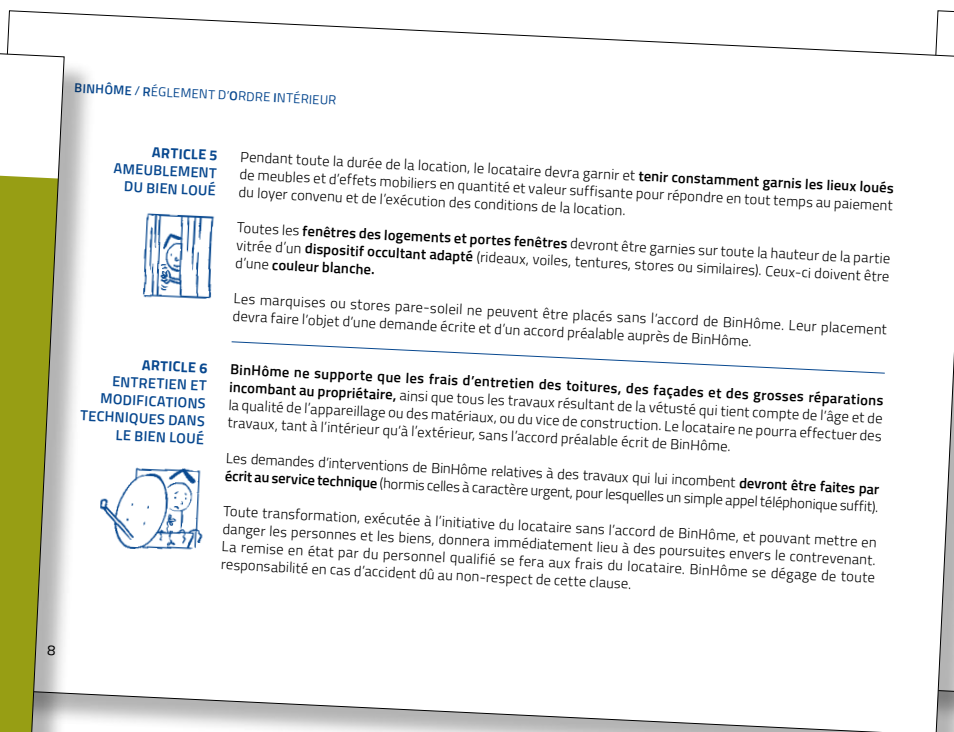 BINHÔME / RÉGLEMENT D'ORDRE INTÉRIEUR
ARTICLE 5
AMEUBLEMENT
DU BIEN LOUÉ
Pendant toute la durée de la location, le locataire devra garnir et tenir constamment garnis les lieux loués
de meubles et d'effets mobiliers en quantité et valeur suffisante pour répondre en tout temps au paiement
du loyer convenu et de l'exécution des conditions de la location.
Toutes les fenêtres des logements et portes fenêtres devront être garnies sur toute la hauteur de la partie
vitrée d'un dispositif occultant adapté (rideaux, voiles, tentures, stores ou similaires). Ceux-ci doivent être
d'une couleur blanche.
Les marquises ou stores pare-soleil ne peuvent être placés sans l'accord de BinHôme. Leur placement
devra faire l'objet d'une demande écrite et d'un accord préalable auprès de BinHôme.
ARTICLE 6
ENTRETIEN ET
MODIFICATIONS
TECHNIQUES DANS
LE BIEN LOUÉ
BinHôme ne supporte que les frais d'entretien des toitures, des façades et des grosses réparations
incombant au propriétaire, ainsi que tous les travaux résultant de la vétusté qui tient compte de l'âge et de
la qualité de l'appareillage ou des matériaux, ou du vice de construction. Le locataire ne pourra effectuer des
travaux, tant à l'intérieur qu'à l'extérieur, sans l'accord préalable écrit de BinHôme.
Les demandes d'interventions de BinHôme relatives à des travaux qui lui incombent devront être faites par
écrit au service technique (hormis celles à caractère urgent, pour lesquelles un simple appel téléphonique suffit).
Toute transformation, exécutée à l'initiative du locataire sans l'accord de BinHôme, et pouvant mettre en
danger les personnes et les biens, donnera immédiatement lieu à des poursuites envers le contrevenant.
La remise en état par du personnel qualifié se fera aux frais du locataire. BinHôme se dégage de toute
responsabilité en cas d'accident dû au non-respect de cette clause.
8